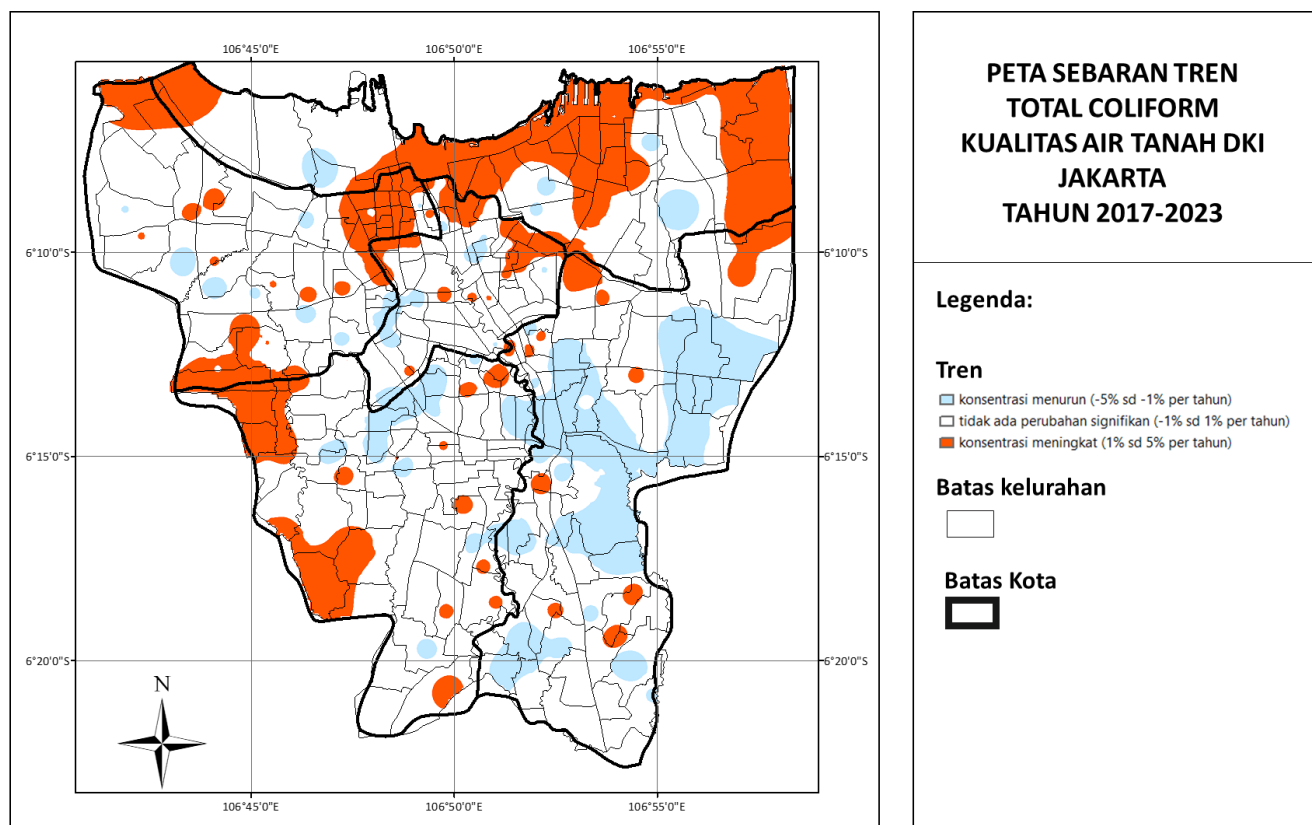 106°45'0"E
106°50'0"E
106°55'0"E
6°10'0"S
6°10'0"S
6°15'0"S
6°15'0"S
6°20'0"S
6°20'0"S
N
106°45'0"E
106°50'0"E
106°55'0"E
PETA SEBARAN TREN
TOTAL COLIFORM
KUALITAS AIR TANAH DKI
JAKARTA
TAHUN 2017-2023
Legenda:
Tren
konsentrasi menurun (-5% sd -1% per tahun)
tidak ada perubahan signifikan (-1% sd 1% per tahun)
konsentrasi meningkat (1% sd 5% per tahun)
Batas kelurahan
Batas Kota